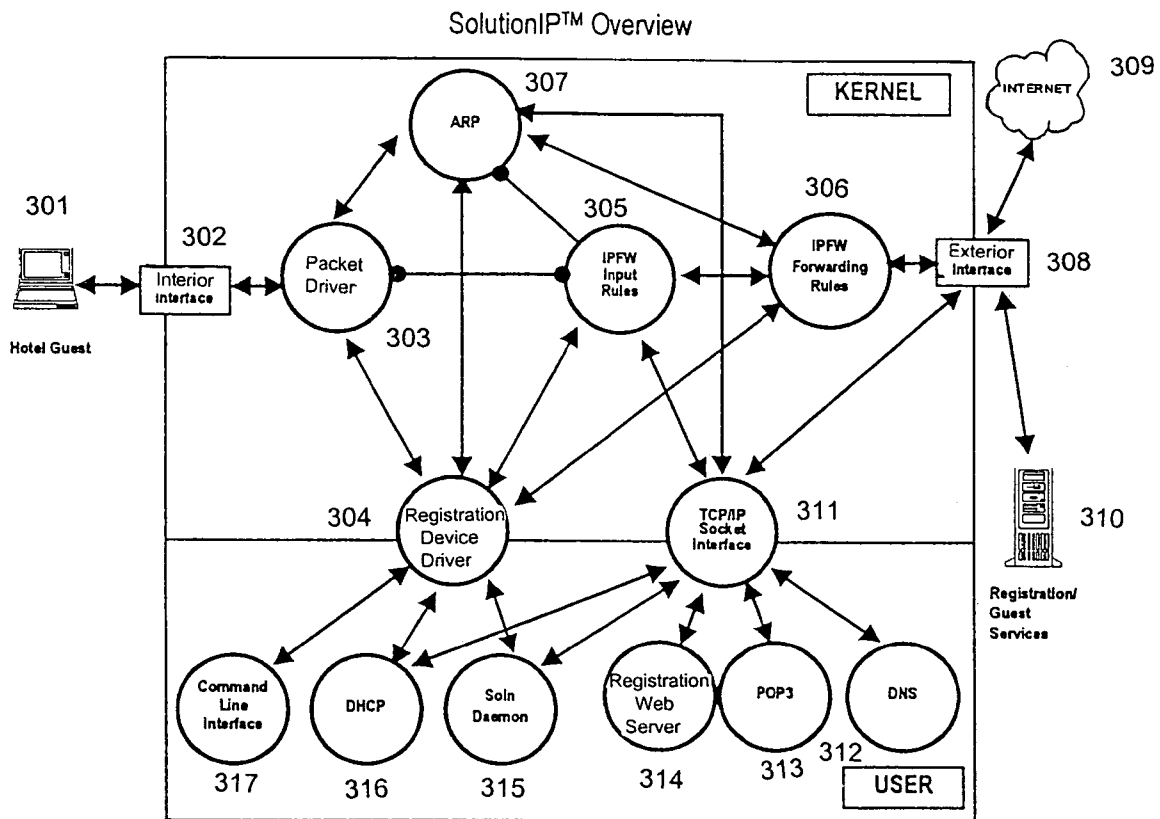 SolutionIP™ Overview
307
KERNEL
309
INTERNET
ARP
301
302
305
306
Interior
Interface
Packet
Driver
IPFW
Input
Rules
IPFW
Forwarding
Rules
Exterior
Interface
308
Hotel Guest
303
304
Registration
Device
Driver
TCP/IP
Socket
Interface
311
310
Registration/
Guest
Services
Command
Line
Interface
DHCP
Soln
Daemon
Registration
Web
Server
POP3
DNS
317
316
315
314
313
312
USER